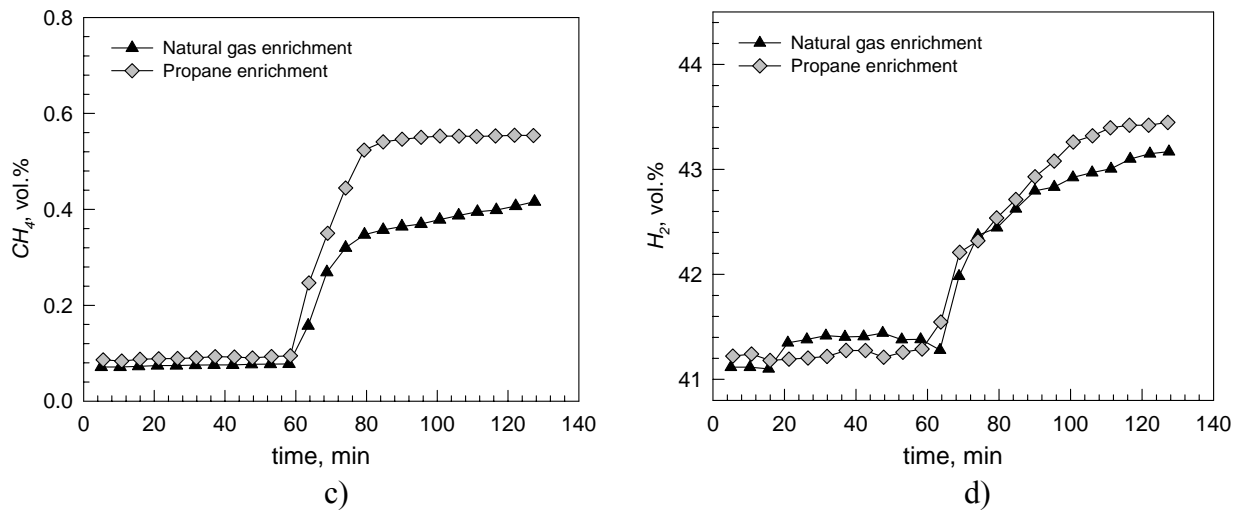 0.8
0.6
0.4
0.2
0.0
CH4, vol.%
Natural gas enrichment
Propane enrichment
0 20 40 60 80 100 120 140
time, min
c)
44
43
42
41
H2, vol.%
Natural gas enrichment
Propane enrichment
0 20 40 60 80 100 120 140
time, min
d)